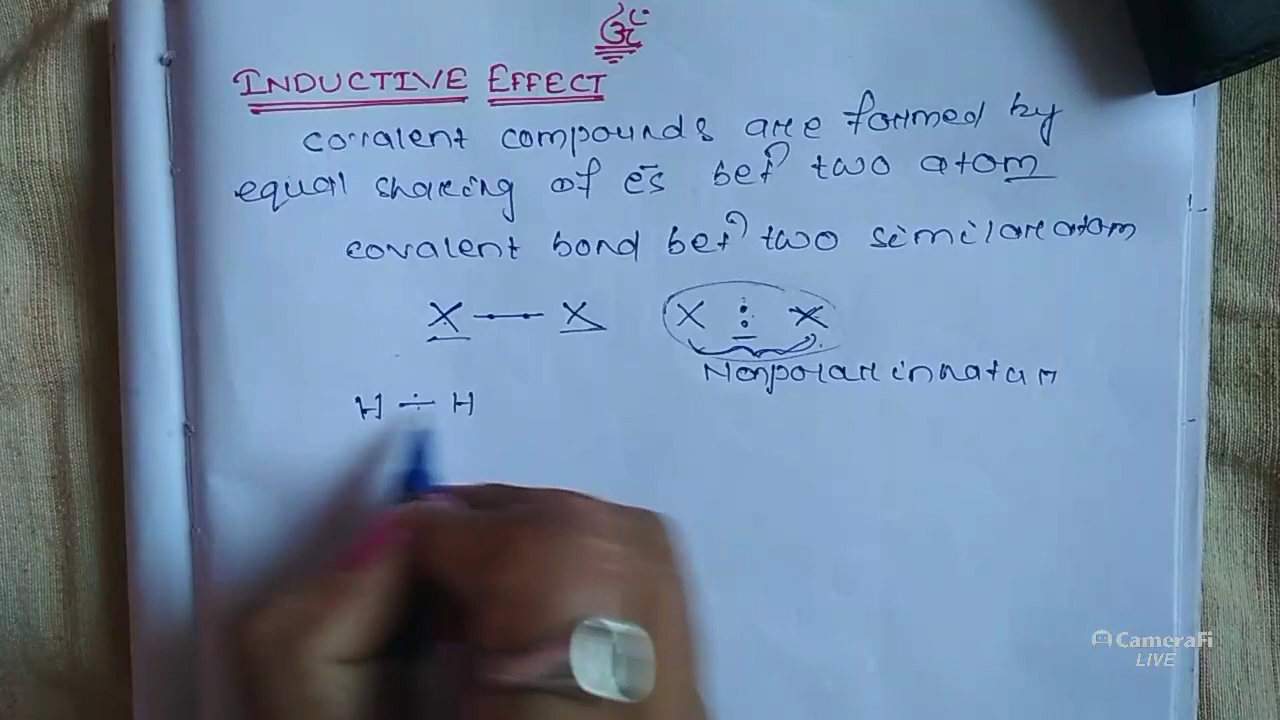 INDUCTIVE EFFECT
covalent compounds are formed by
equal sharing of e⁻s betⁿ two atom
covalent bond betⁿ two similar atom
X — X X : X
Nonpolar in natur
H ÷ H
CameraFi
LIVE